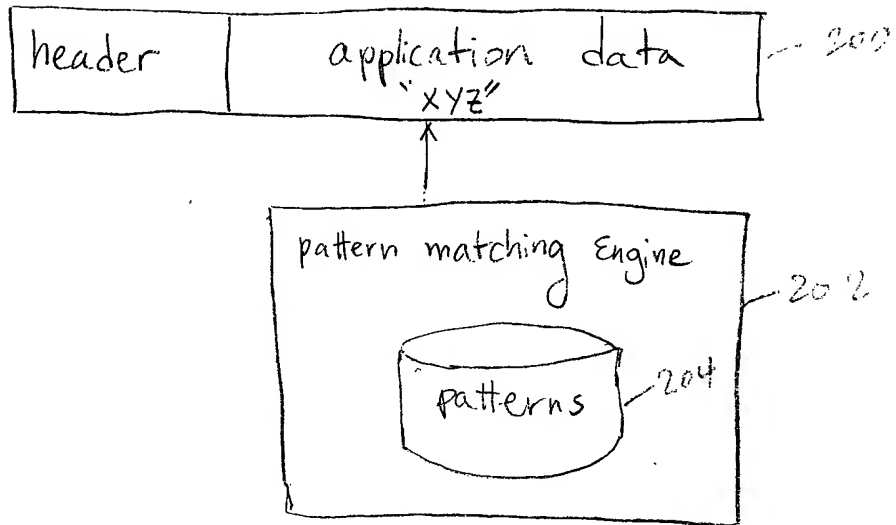 header
application data
"XYZ"
200
pattern matching Engine
202
patterns
204